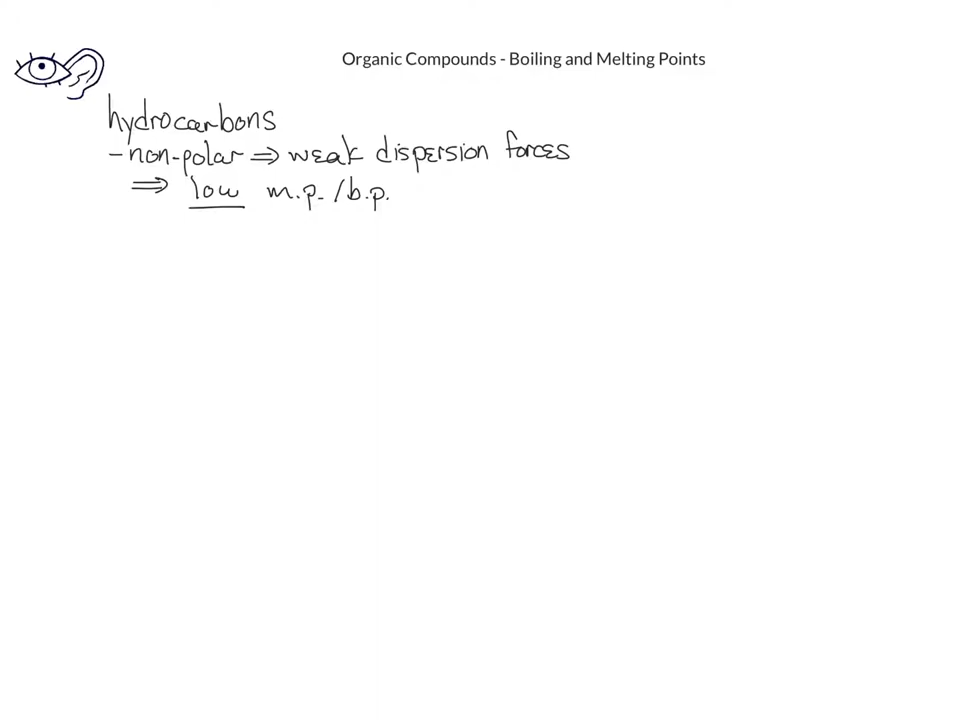 Organic Compounds - Boiling and Melting Points
hydrocarbons
- non-polar ⇒ weak dispersion forces
⇒ low m.p. / b.p.